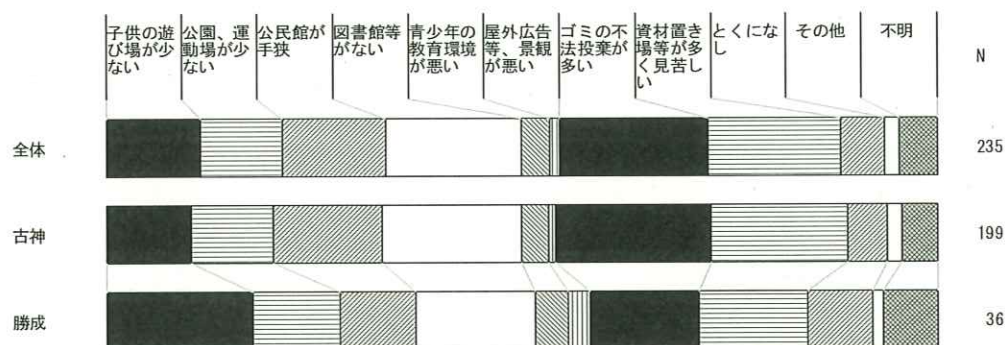 子供の遊
び場が少
ない
公園、運
動場が少
ない
公民館が
手狭
図書館等
がない
青少年の
教育環境
が悪い
屋外広告
等、景観
が悪い
ゴミの不
法投棄が
多い
資材置き
場等が多
く見苦し
い
とくにな
し
その他
不明
N
全体
235
古神
199
勝成
36